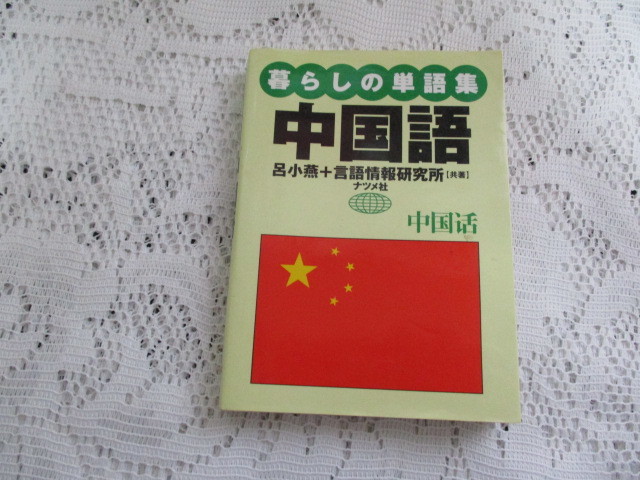 暮らしの単語集
中国語
呂小燕+言語情報研究所[共著]
ナツメ社
中国话